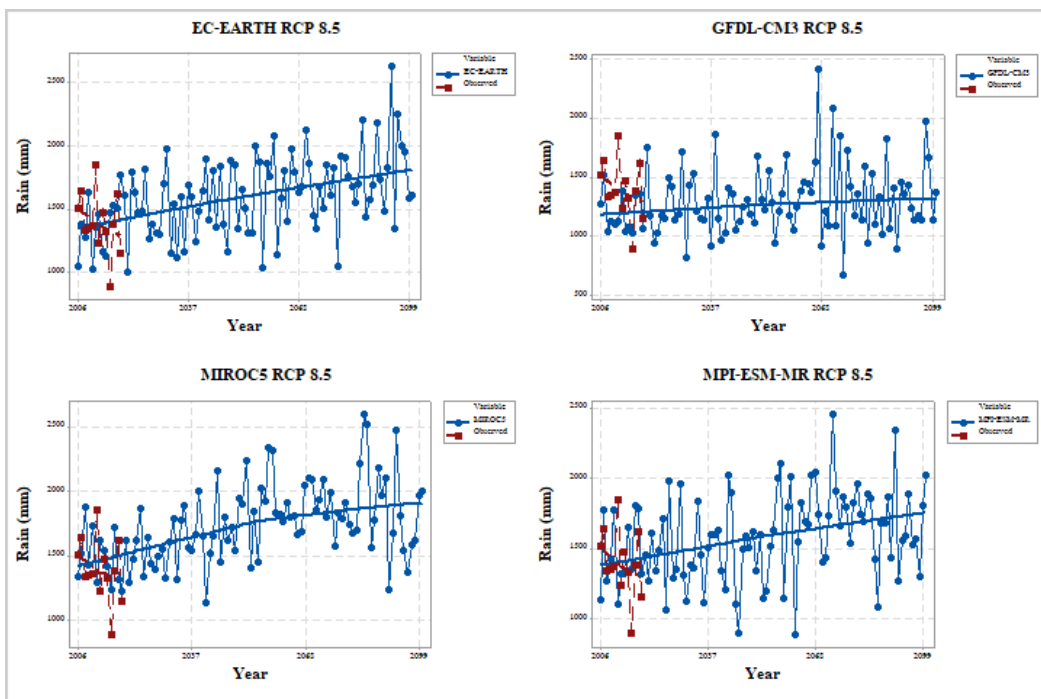 EC-EARTH RCP 8.5
Variable
EC-EARTH
Observed
Rain (mm)
2500
2000
1500
1000
2006
2037
2068
2099
Year
GFDL-CM3 RCP 8.5
Variable
GFDL-CM3
Observed
Rain (mm)
2500
2000
1500
1000
500
2006
2037
2068
2099
Year
MIROC5 RCP 8.5
Variable
MIROC5
Observed
Rain (mm)
2500
2000
1500
1000
2006
2037
2068
2099
Year
MPI-ESM-MR RCP 8.5
Variable
MPI-ESM-MR
Observed
Rain (mm)
2500
2000
1500
1000
2006
2037
2068
2099
Year